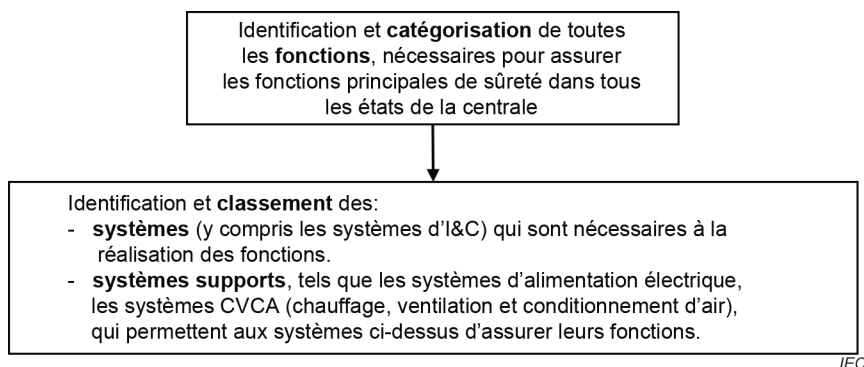 Identification et catégorisation de toutes
les fonctions, nécessaires pour assurer
les fonctions principales de sûreté dans tous
les états de la centrale
Identification et classement des:
- systèmes (y compris les systèmes d'I&C) qui sont nécessaires à la
réalisation des fonctions.
- systèmes supports, tels que les systèmes d'alimentation électrique,
les systèmes CVCA (chauffage, ventilation et conditionnement d'air),
qui permettent aux systèmes ci-dessus d'assurer leurs fonctions.
IEC